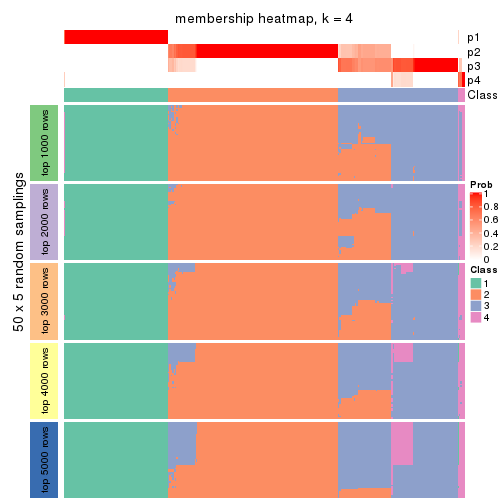 membership heatmap, k = 4
p1
p2
p3
p4
Class
50 x 5 random samplings
top 1000 rows
top 2000 rows
top 3000 rows
top 4000 rows
top 5000 rows
Prob
1
0.8
0.6
0.4
0.2
0
Class
1
2
3
4